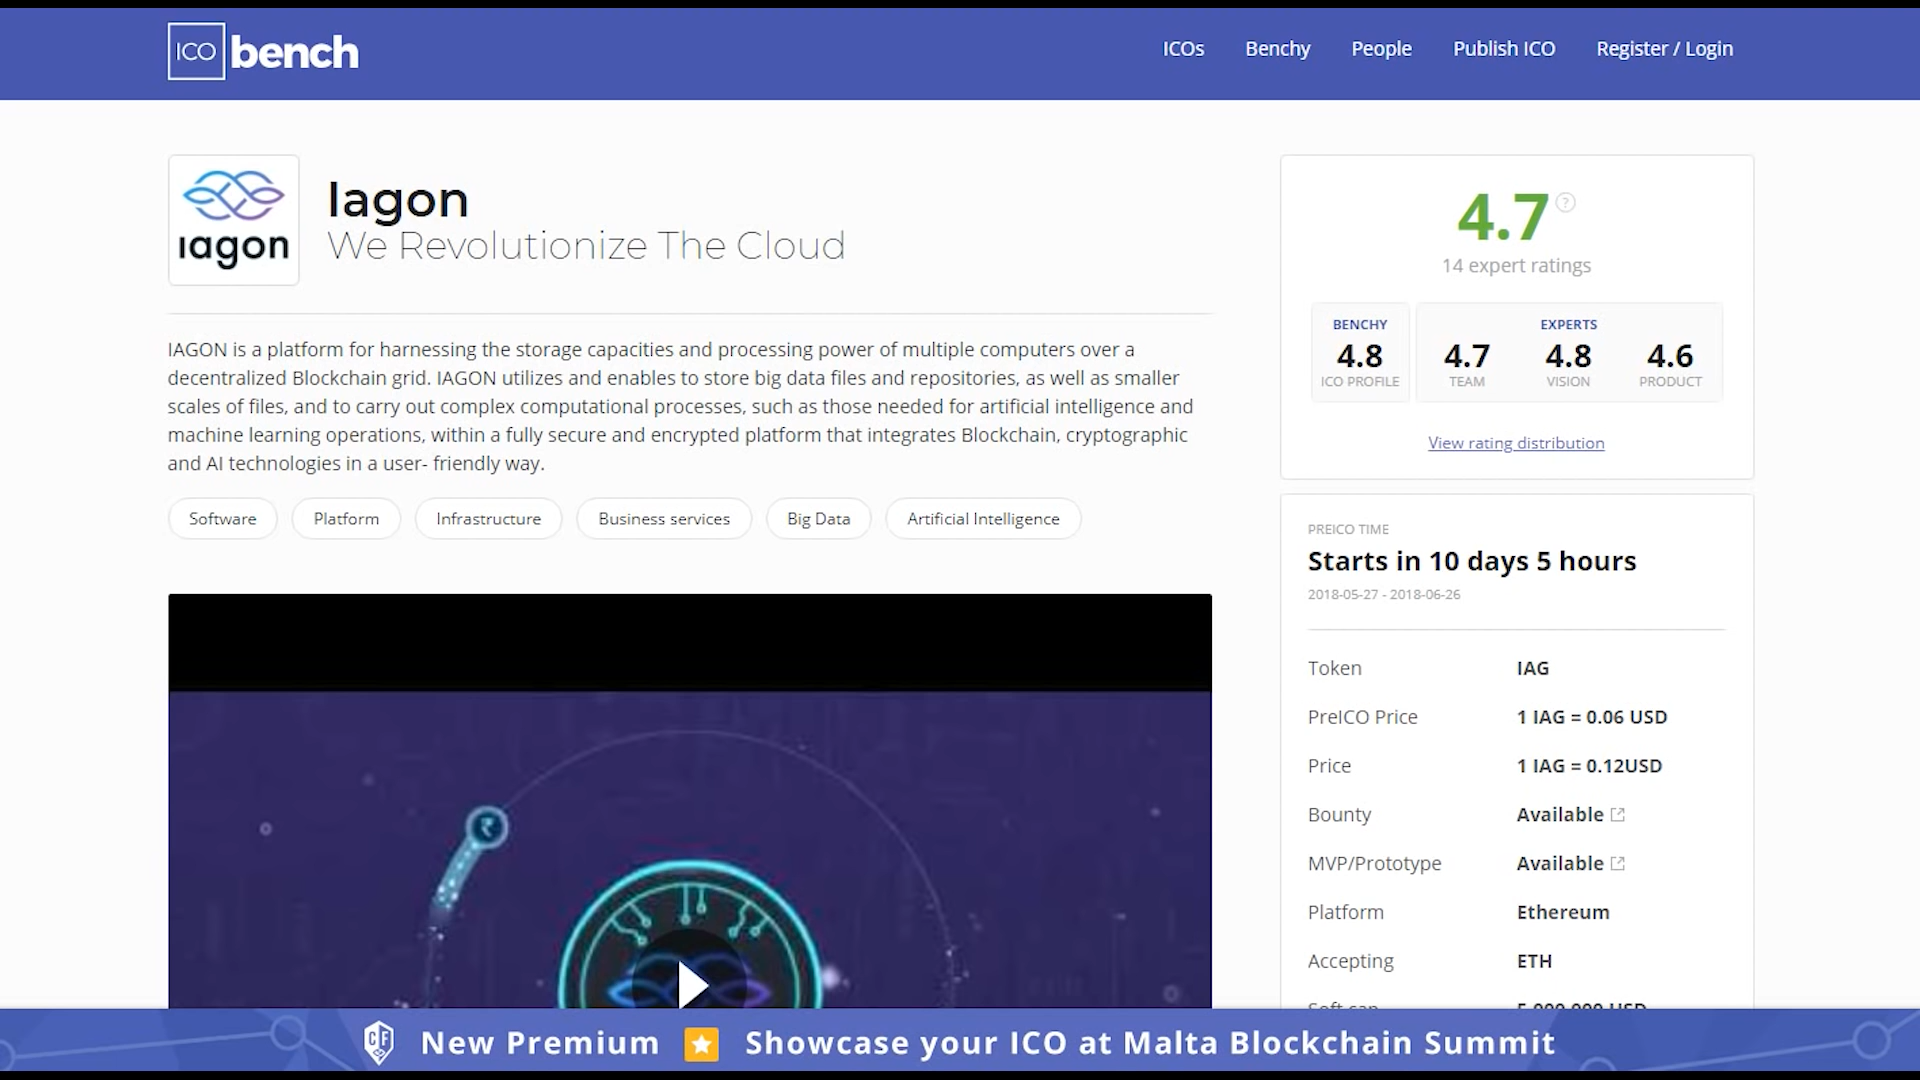 ICO bench
ICOs Benchy People Publish ICO Register / Login
ıagon
Iagon
We Revolutionize The Cloud
IAGON is a platform for harnessing the storage capacities and processing power of multiple computers over a
decentralized Blockchain grid. IAGON utilizes and enables to store big data files and repositories, as well as smaller
scales of files, and to carry out complex computational processes, such as those needed for artificial intelligence and
machine learning operations, within a fully secure and encrypted platform that integrates Blockchain, cryptographic
and AI technologies in a user- friendly way.
Software Platform Infrastructure Business services Big Data Artificial Intelligence
4.7 ?
14 expert ratings
BENCHY
4.8
ICO PROFILE
EXPERTS
4.7 4.8 4.6
TEAM VISION PRODUCT
View rating distribution
PREICO TIME
Starts in 10 days 5 hours
2018-05-27 - 2018-06-26
Token IAG
PreICO Price 1 IAG = 0.06 USD
Price 1 IAG = 0.12USD
Bounty Available
MVP/Prototype Available
Platform Ethereum
Accepting ETH
Soft cap 5,000,000 USD
₹
CF New Premium Showcase your ICO at Malta Blockchain Summit